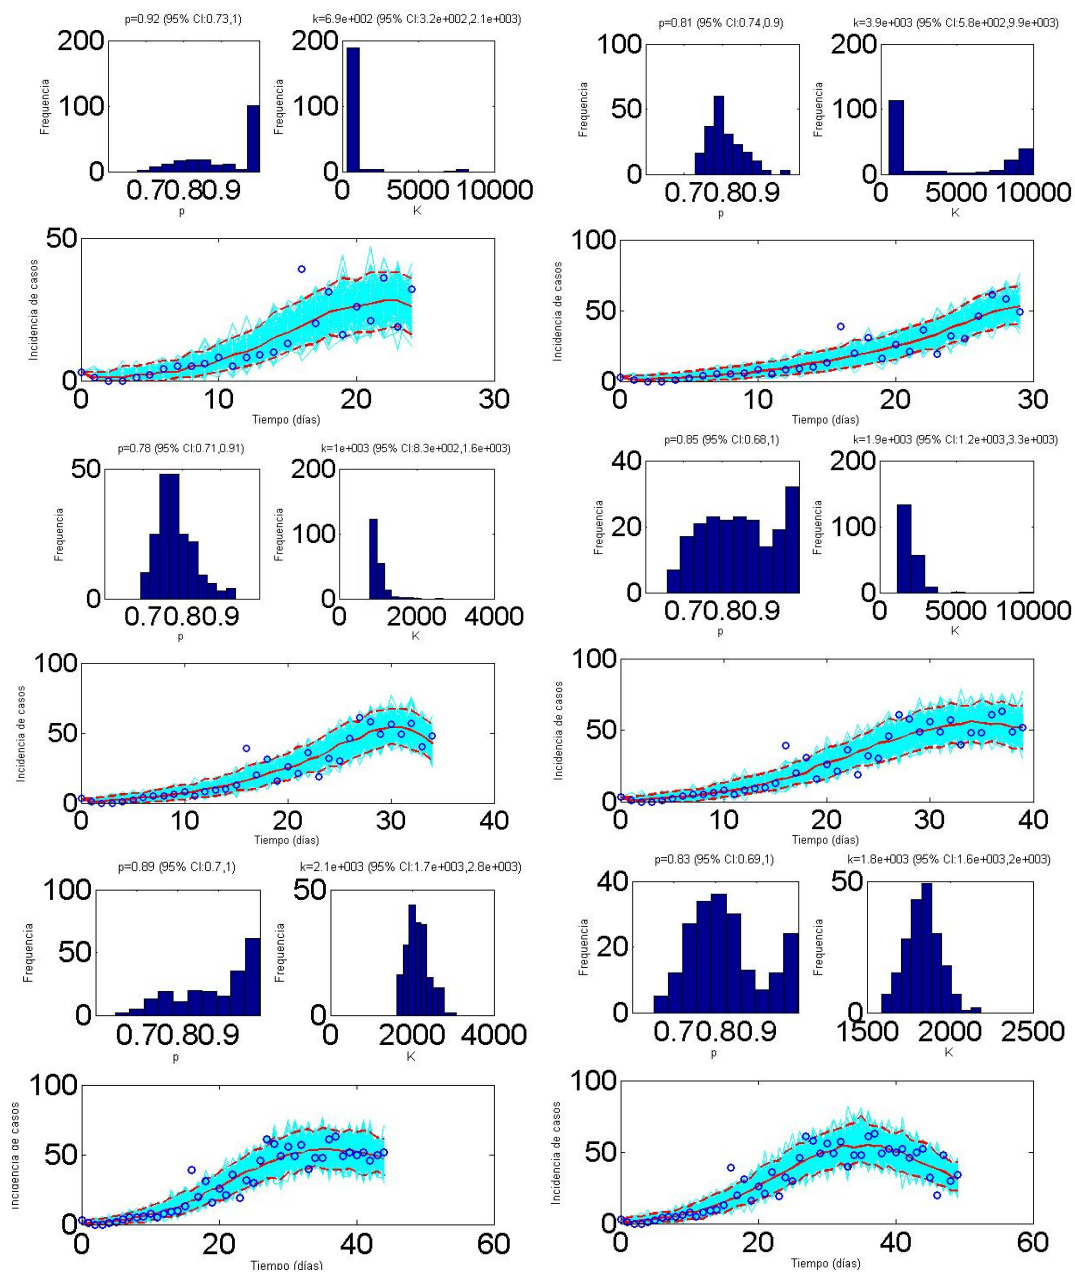 p=0.92 (95% CI:0.73,1)
k=6.9e+002 (95% CI:3.2e+002,2.1e+003)
200
100
0
Frequencia
0.70.80.9
p
200
100
0
Frequencia
0 5000 10000
K
50
0
Incidencia de casos
0 10 20 30
Tiempo (días)
p=0.81 (95% CI:0.74,0.9)
k=3.9e+003 (95% CI:5.8e+002,9.9e+003)
100
50
0
Frequencia
0.70.80.9
p
200
100
0
Frequencia
0 5000 10000
K
100
50
0
Incidencia de casos
0 10 20 30
Tiempo (días)
p=0.78 (95% CI:0.71,0.91)
k=1e+003 (95% CI:8.3e+002,1.6e+003)
50
0
Frequencia
0.70.80.9
p
200
100
0
Frequencia
0 2000 4000
K
100
50
0
Incidencia de casos
0 10 20 30 40
Tiempo (días)
p=0.85 (95% CI:0.68,1)
k=1.9e+003 (95% CI:1.2e+003,3.3e+003)
40
20
0
Frequencia
0.70.80.9
p
200
100
0
Frequencia
0 5000 10000
K
100
50
0
Incidencia de casos
0 20 40 60
Tiempo (días)
p=0.89 (95% CI:0.7,1)
k=2.1e+003 (95% CI:1.7e+003,2.8e+003)
100
50
0
Frequencia
0.70.80.9
p
50
0
Frequencia
0 2000 4000
K
100
50
0
Incidencia de casos
0 20 40 60
Tiempo (días)
p=0.83 (95% CI:0.69,1)
k=1.8e+003 (95% CI:1.6e+003,2e+003)
40
20
0
Frequencia
0.70.80.9
p
50
0
Frequencia
1500 2000 2500
K
100
50
0
Incidencia de casos
0 20 40 60
Tiempo (días)